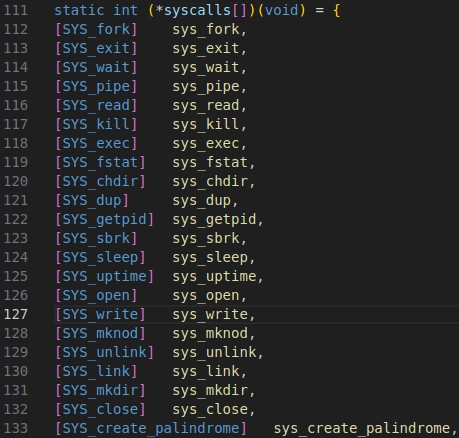 111 static int (*syscalls[])(void) = {
112 [SYS_fork] sys_fork,
113 [SYS_exit] sys_exit,
114 [SYS_wait] sys_wait,
115 [SYS_pipe] sys_pipe,
116 [SYS_read] sys_read,
117 [SYS_kill] sys_kill,
118 [SYS_exec] sys_exec,
119 [SYS_fstat] sys_fstat,
120 [SYS_chdir] sys_chdir,
121 [SYS_dup] sys_dup,
122 [SYS_getpid] sys_getpid,
123 [SYS_sbrk] sys_sbrk,
124 [SYS_sleep] sys_sleep,
125 [SYS_uptime] sys_uptime,
126 [SYS_open] sys_open,
127 [SYS_write] sys_write,
128 [SYS_mknod] sys_mknod,
129 [SYS_unlink] sys_unlink,
130 [SYS_link] sys_link,
131 [SYS_mkdir] sys_mkdir,
132 [SYS_close] sys_close,
133 [SYS_create_palindrome] sys_create_palindrome,